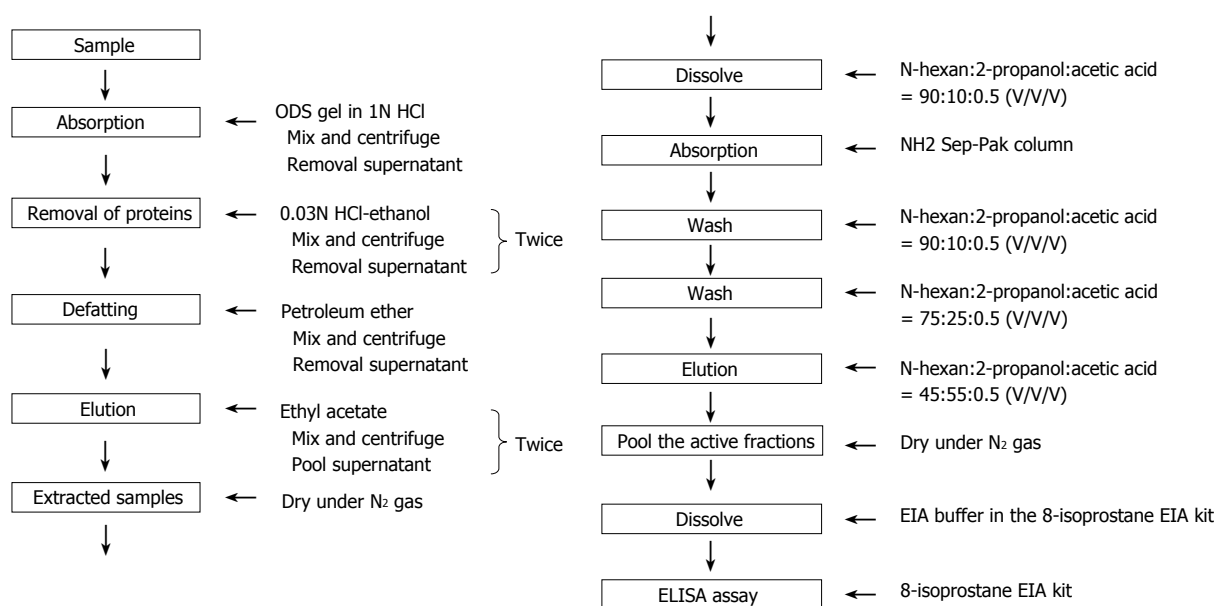 Sample
Absorption
ODS gel in 1N HCl
Mix and centrifuge
Removal supernatant
Removal of proteins
0.03N HCl-ethanol
Mix and centrifuge
Removal supernatant
Twice
Defatting
Petroleum ether
Mix and centrifuge
Removal supernatant
Elution
Ethyl acetate
Mix and centrifuge
Pool supernatant
Twice
Extracted samples
Dry under N₂ gas
Dissolve
N-hexan:2-propanol:acetic acid
= 90:10:0.5 (V/V/V)
Absorption
NH2 Sep-Pak column
Wash
N-hexan:2-propanol:acetic acid
= 90:10:0.5 (V/V/V)
Wash
N-hexan:2-propanol:acetic acid
= 75:25:0.5 (V/V/V)
Elution
N-hexan:2-propanol:acetic acid
= 45:55:0.5 (V/V/V)
Pool the active fractions
Dry under N₂ gas
Dissolve
EIA buffer in the 8-isoprostane EIA kit
ELISA assay
8-isoprostane EIA kit